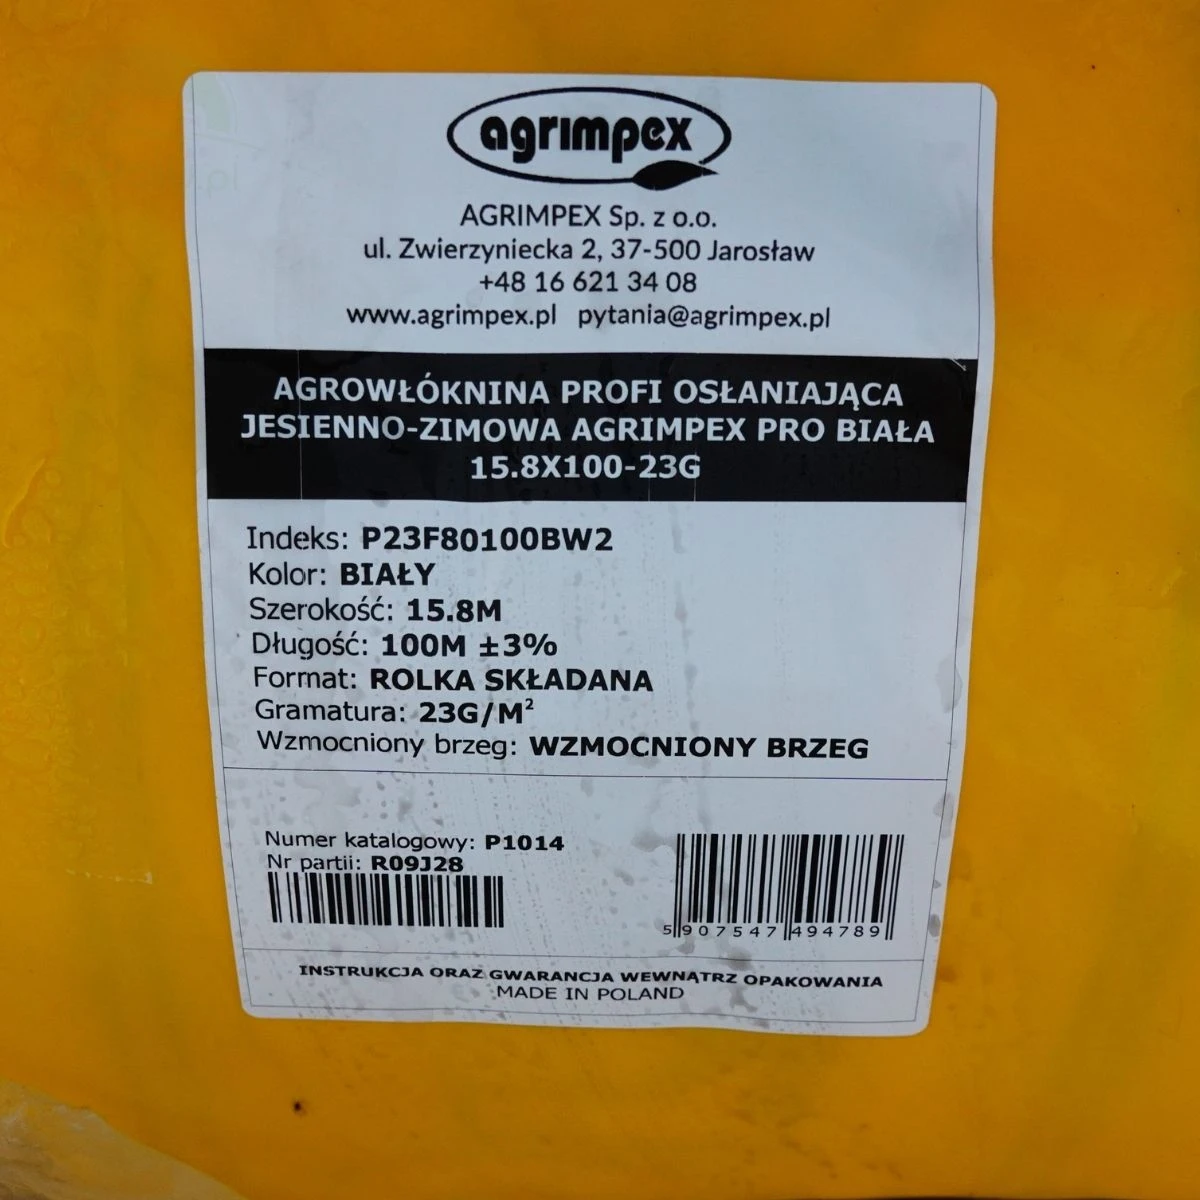 agrimpex
AGRIMPEX Sp. z o.o.
ul. Zwierzyniecka 2, 37-500 Jarosław
+48 16 621 34 08
www.agrimpex.pl pytania@agrimpex.pl
AGROWŁÓKNINA PROFI OSŁANIAJĄCA
JESIENNO-ZIMOWA AGRIMPEX PRO BIAŁA
15.8X100-23G
Indeks: P23F80100BW2
Kolor: BIAŁY
Szerokość: 15.8M
Długość: 100M ±3%
Format: ROLKA SKŁADANA
Gramatura: 23G/M²
Wzmocniony brzeg: WZMOCNIONY BRZEG
Numer katalogowy: P1014
Nr partii: R09J28
5907547494789
INSTRUKCJA ORAZ GWARANCJA WEWNĄTRZ OPAKOWANIA
MADE IN POLAND